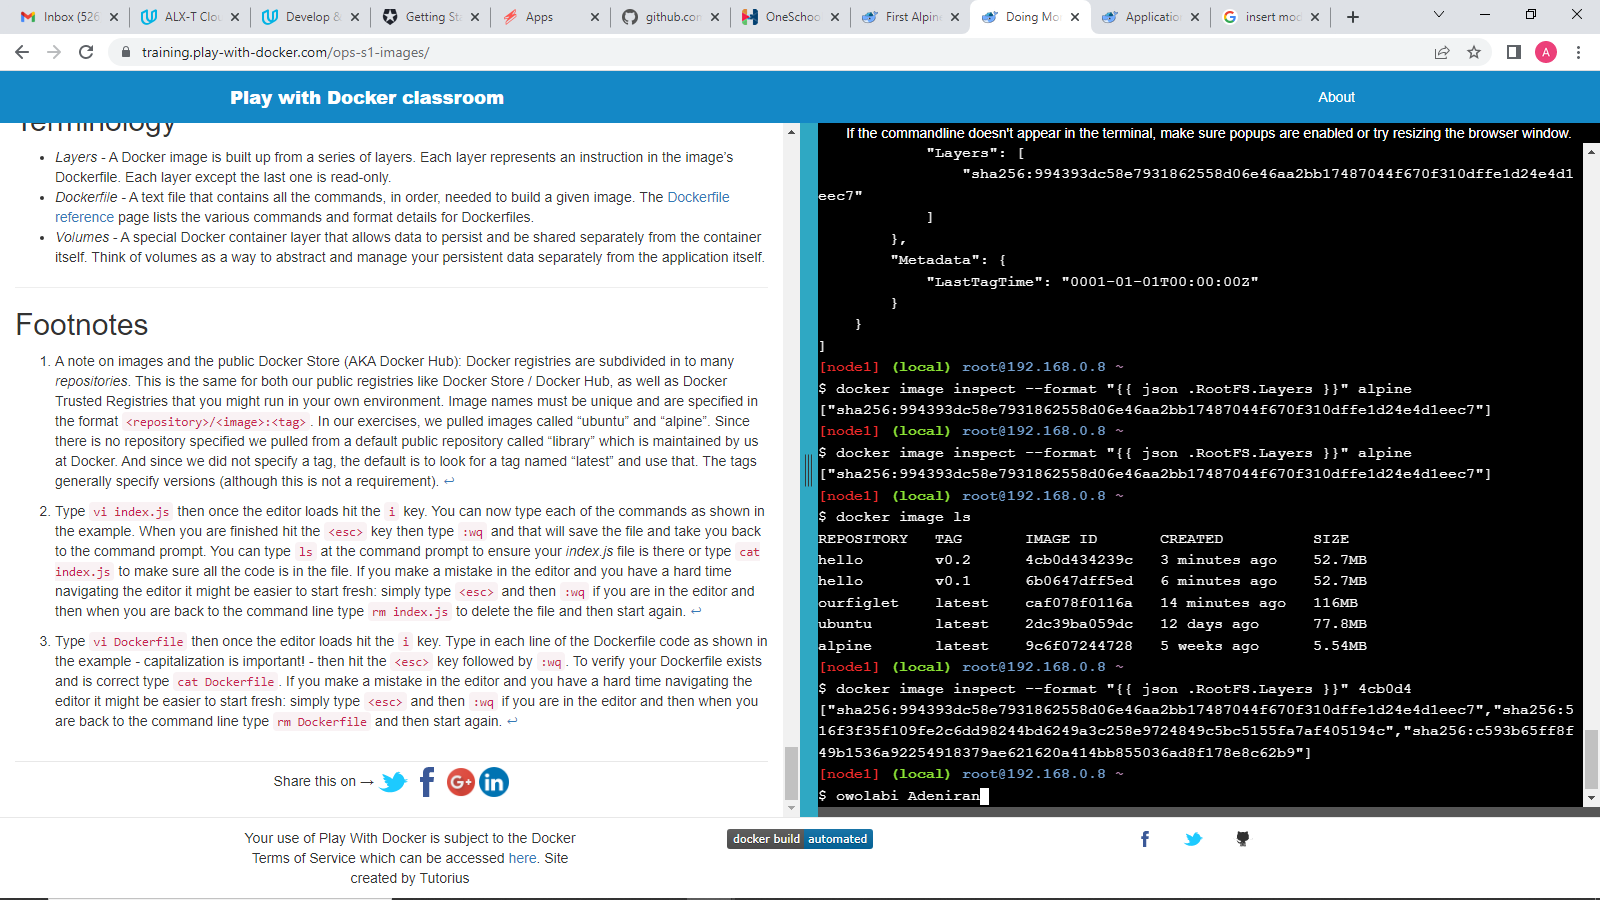 Inbox (526
ALX-T Clou
Develop &
Getting St
Apps
github.com
OneSchoo
First Alpin
Doing Mo
Application
insert mod
training.play-with-docker.com/ops-s1-images/
A
Play with Docker classroom
About
Terminology
• Layers - A Docker image is built up from a series of layers. Each layer represents an instruction in the image's
Dockerfile. Each layer except the last one is read-only.
• Dockerfile - A text file that contains all the commands, in order, needed to build a given image. The Dockerfile
reference page lists the various commands and format details for Dockerfiles.
• Volumes - A special Docker container layer that allows data to persist and be shared separately from the container
itself. Think of volumes as a way to abstract and manage your persistent data separately from the application itself.
Footnotes
1. A note on images and the public Docker Store (AKA Docker Hub): Docker registries are subdivided in to many
repositories. This is the same for both our public registries like Docker Store / Docker Hub, as well as Docker
Trusted Registries that you might run in your own environment. Image names must be unique and are specified in
the format <repository>/<image>:<tag>. In our exercises, we pulled images called “ubuntu” and “alpine”. Since
there is no repository specified we pulled from a default public repository called “library” which is maintained by us
at Docker. And since we did not specify a tag, the default is to look for a tag named “latest” and use that. The tags
generally specify versions (although this is not a requirement). ↩
2. Type vi index.js then once the editor loads hit the i key. You can now type each of the commands as shown in
the example. When you are finished hit the <esc> key then type :wq and that will save the file and take you back
to the command prompt. You can type ls at the command prompt to ensure your index.js file is there or type cat
index.js to make sure all the code is in the file. If you make a mistake in the editor and you have a hard time
navigating the editor it might be easier to start fresh: simply type <esc> and then :wq if you are in the editor and
then when you are back to the command line type rm index.js to delete the file and then start again. ↩
3. Type vi Dockerfile then once the editor loads hit the i key. Type in each line of the Dockerfile code as shown in
the example - capitalization is important! - then hit the <esc> key followed by :wq. To verify your Dockerfile exists
and is correct type cat Dockerfile. If you make a mistake in the editor and you have a hard time navigating the
editor it might be easier to start fresh: simply type <esc> and then :wq if you are in the editor and then when you
are back to the command line type rm Dockerfile and then start again. ↩
Share this on →
If the commandline doesn't appear in the terminal, make sure popups are enabled or try resizing the browser window.
"Layers": [
"sha256:994393dc58e7931862558d06e46aa2bb17487044f670f310dffe1d24e4d1
eec7"
]
},
"Metadata": {
"LastTagTime": "0001-01-01T00:00:00Z"
}
}
]
[node1] (local) root@192.168.0.8 ~
$ docker image inspect --format "{{ json .RootFS.Layers }}" alpine
["sha256:994393dc58e7931862558d06e46aa2bb17487044f670f310dffe1d24e4d1eec7"]
[node1] (local) root@192.168.0.8 ~
$ docker image inspect --format "{{ json .RootFS.Layers }}" alpine
["sha256:994393dc58e7931862558d06e46aa2bb17487044f670f310dffe1d24e4d1eec7"]
[node1] (local) root@192.168.0.8 ~
$ docker image ls
REPOSITORY TAG IMAGE ID CREATED SIZE
hello v0.2 4cb0d434239c 3 minutes ago 52.7MB
hello v0.1 6b0647dff5ed 6 minutes ago 52.7MB
ourfiglet latest caf078f0116a 14 minutes ago 116MB
ubuntu latest 2dc39ba059dc 12 days ago 77.8MB
alpine latest 9c6f07244728 5 weeks ago 5.54MB
[node1] (local) root@192.168.0.8 ~
$ docker image inspect --format "{{ json .RootFS.Layers }}" 4cb0d4
["sha256:994393dc58e7931862558d06e46aa2bb17487044f670f310dffe1d24e4d1eec7","sha256:5
16f3f35f109fe2c6dd98244bd6249a3c258e9724849c5bc5155fa7af405194c","sha256:c593b65ff8f
49b1536a92254918379ae621620a414bb855036ad8f178e8c62b9"]
[node1] (local) root@192.168.0.8 ~
$ owolabi Adeniran
Your use of Play With Docker is subject to the Docker
Terms of Service which can be accessed here. Site
created by Tutorius
docker build automated